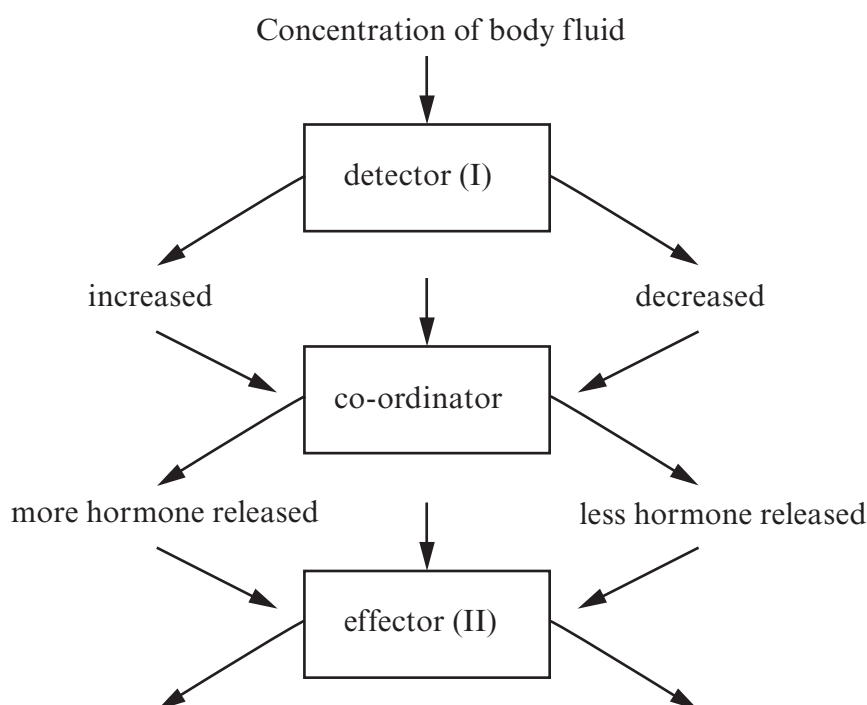 Concentration of body fluid
detector (I)
increased
decreased
co-ordinator
more hormone released
less hormone released
effector (II)